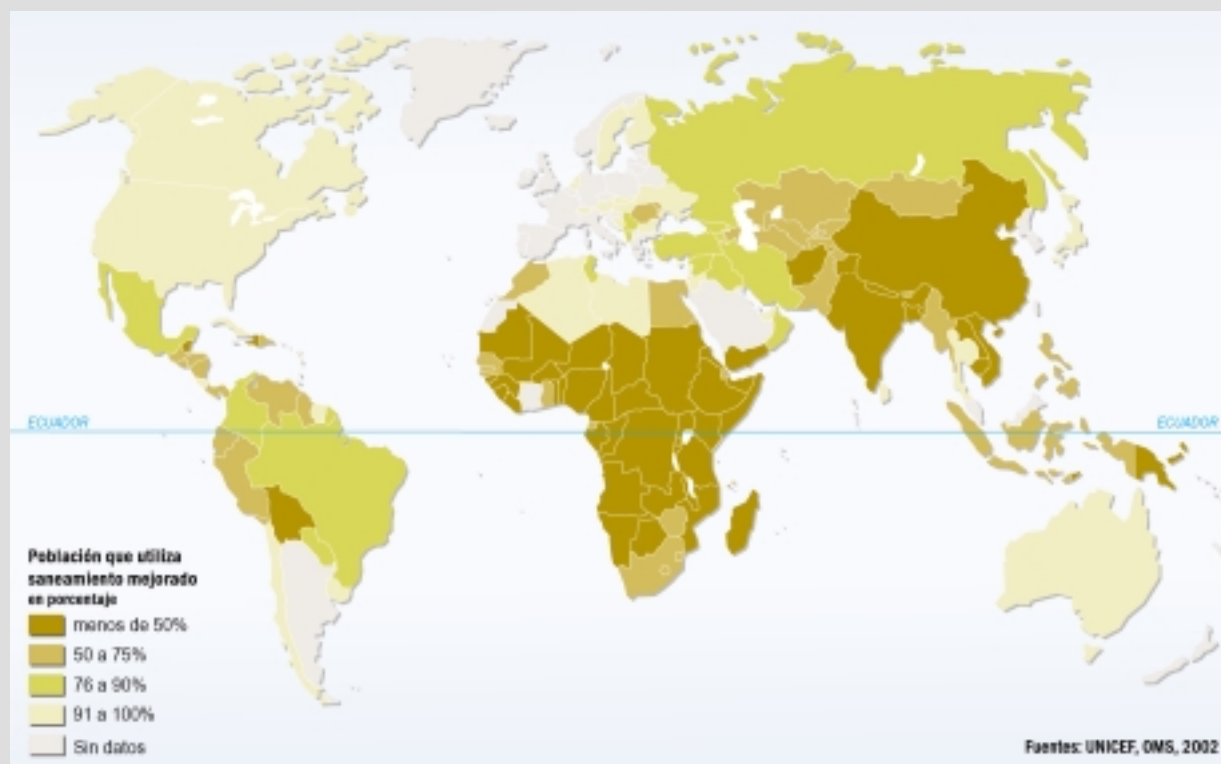 ECUADOR
ECUADOR
Población que utiliza
saneamiento mejorado
en porcentaje
menos de 50%
50 a 75%
76 a 90%
91 a 100%
Sin datos
Fuentes: UNICEF, OMS, 2002